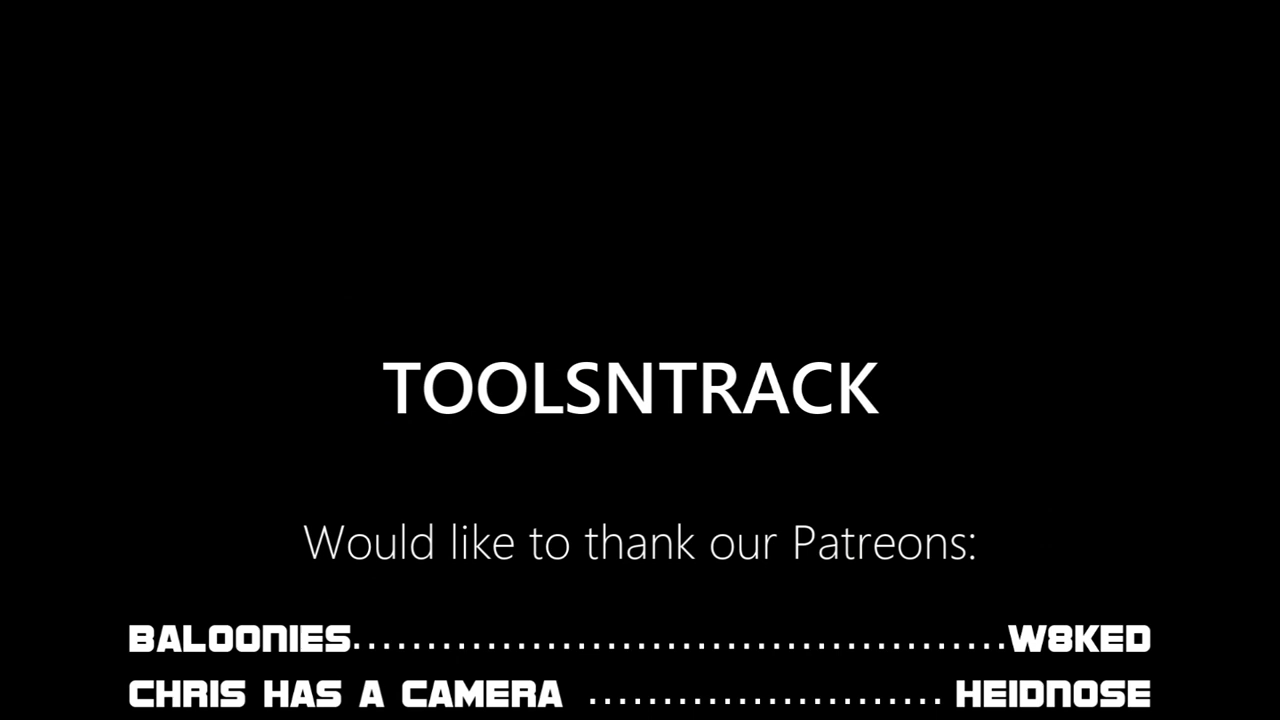 TOOLSNTRACK
Would like to thank our Patreons:
BALOONIES............................................W8KED
CHRIS HAS A CAMERA ........................ HEIDNOSE